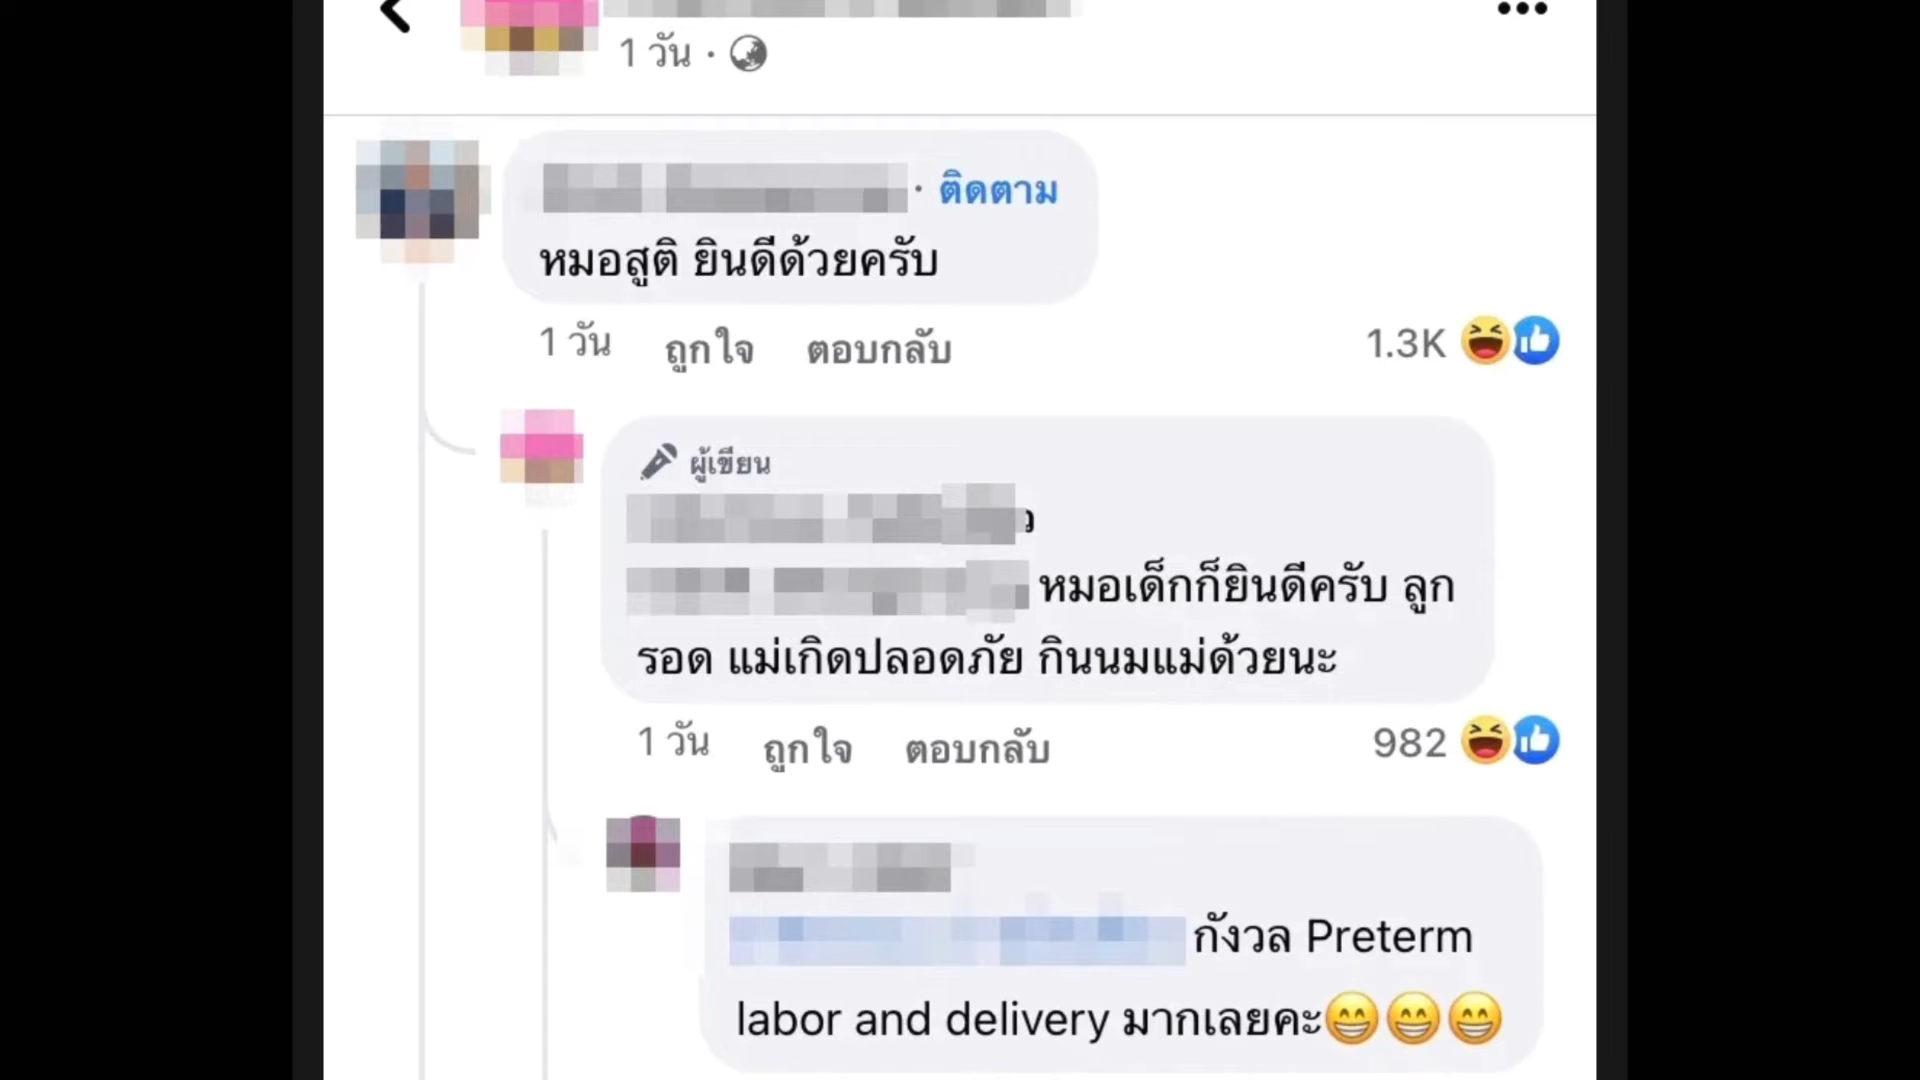 1 วัน ·
· ติดตาม
หมอสูติ ยินดีด้วยครับ
1 วัน ถูกใจ ตอบกลับ 1.3K
ผู้เขียน
หมอเด็กก็ยินดีครับ ลูก
รอด แม่เกิดปลอดภัย กินนมแม่ด้วยนะ
1 วัน ถูกใจ ตอบกลับ 982
กังวล Preterm
labor and delivery มากเลยคะ😁😁😁